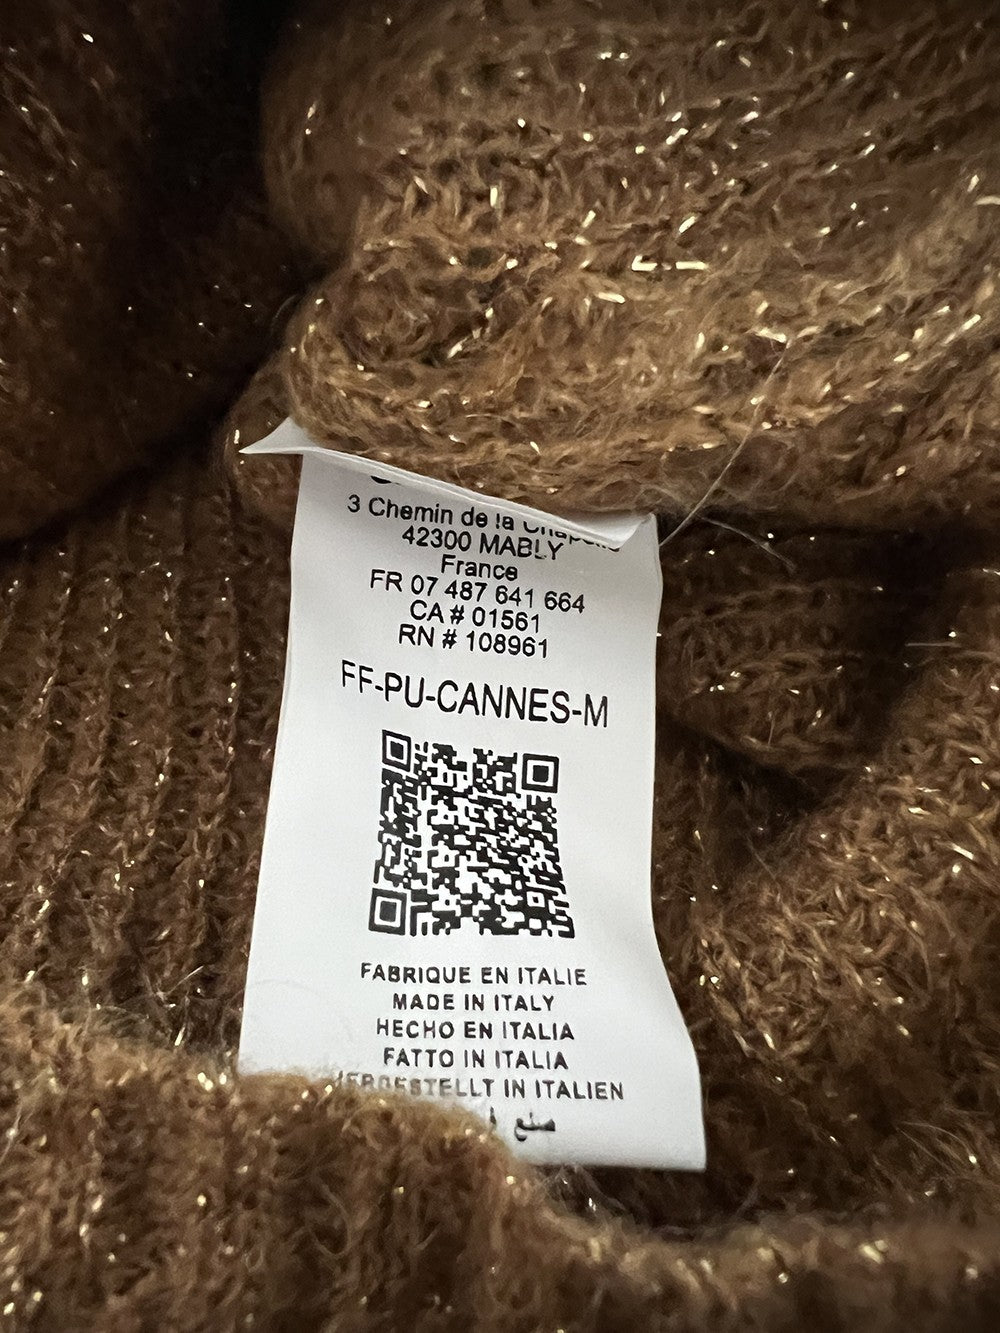 3 Chemin de la
42300 MABLY
France
FR 07 487 641 664
CA # 01561
RN # 108961
FF-PU-CANNES-M
FABRIQUE EN ITALIE
MADE IN ITALY
HECHO EN ITALIA
FATTO IN ITALIA
HERGESTELLT IN ITALIEN
صنع